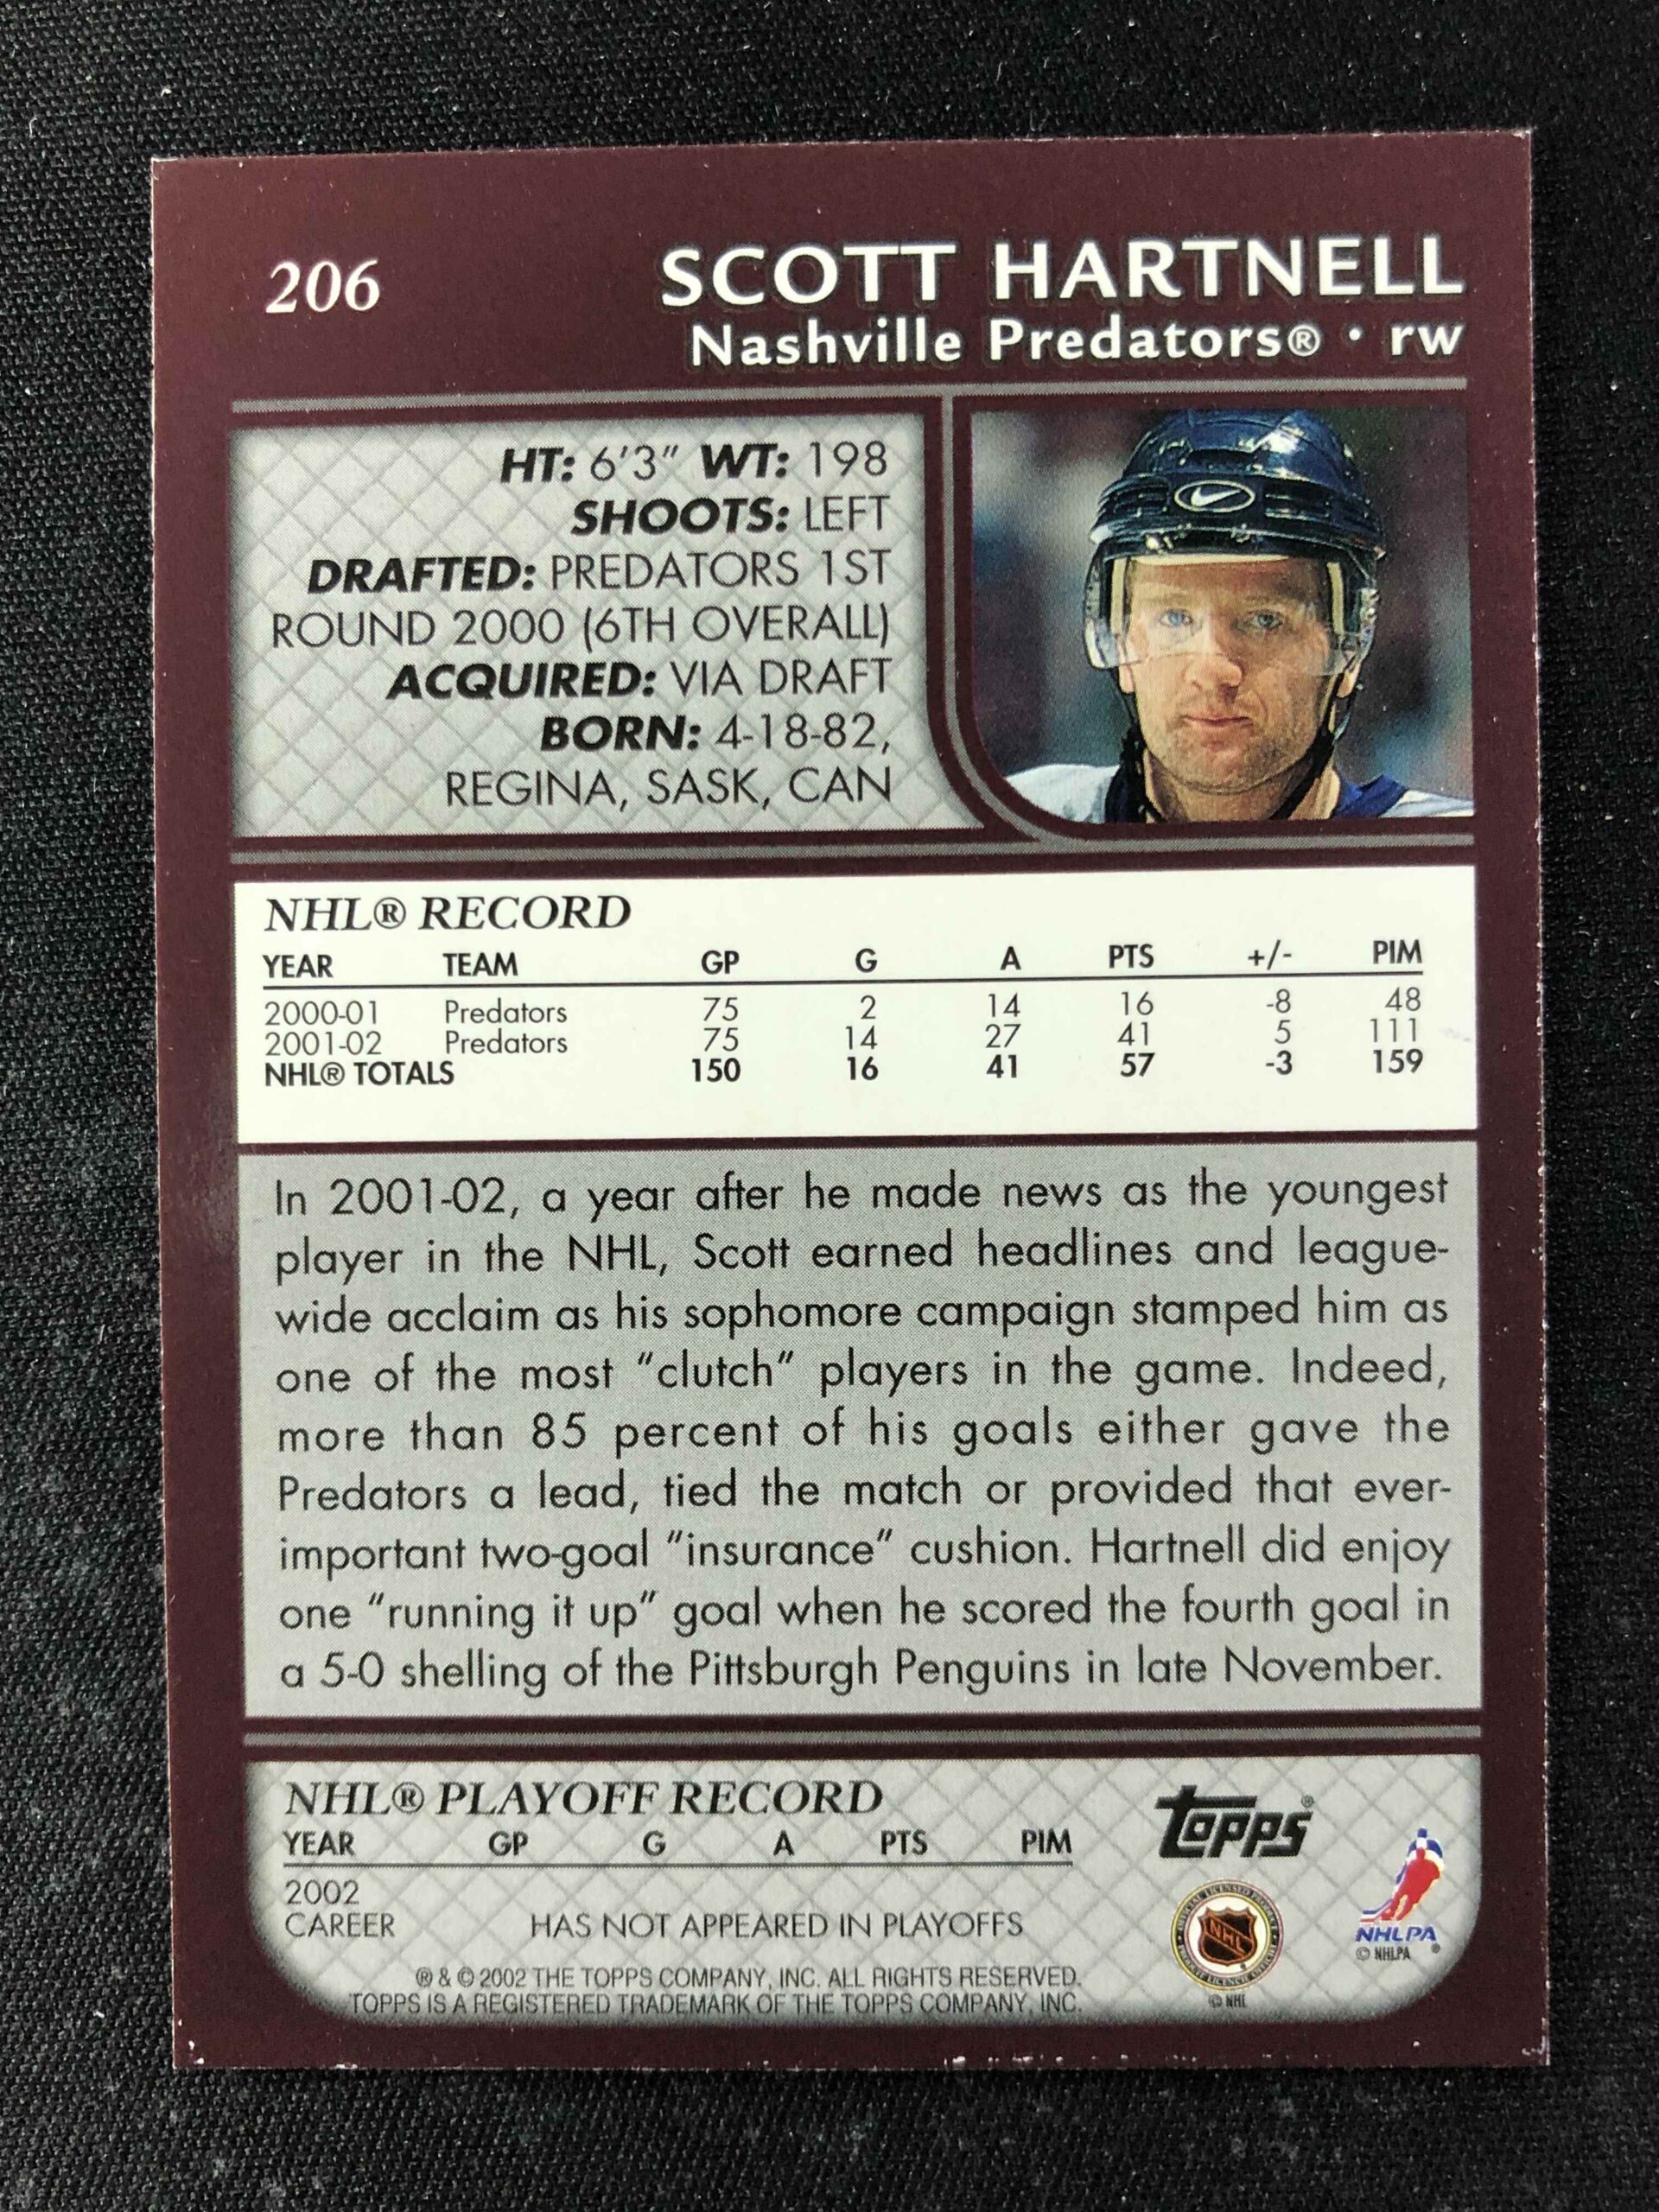 206
SCOTT HARTNELL
Nashville Predators® • rw
HT: 6'3" WT: 198
SHOOTS: LEFT
DRAFTED: PREDATORS 1ST
ROUND 2000 (6TH OVERALL)
ACQUIRED: VIA DRAFT
BORN: 4-18-82,
REGINA, SASK, CAN
NHL® RECORD
YEAR TEAM GP G A PTS +/- PIM
2000-01 Predators 75 2 14 16 -8 48
2001-02 Predators 75 14 27 41 5 111
NHL® TOTALS 150 16 41 57 -3 159
In 2001-02, a year after he made news as the youngest
player in the NHL, Scott earned headlines and league-
wide acclaim as his sophomore campaign stamped him as
one of the most "clutch" players in the game. Indeed,
more than 85 percent of his goals either gave the
Predators a lead, tied the match or provided that ever-
important two-goal "insurance" cushion. Hartnell did enjoy
one "running it up" goal when he scored the fourth goal in
a 5-0 shelling of the Pittsburgh Penguins in late November.
NHL® PLAYOFF RECORD
YEAR GP G A PTS PIM
2002
CAREER HAS NOT APPEARED IN PLAYOFFS
® & © 2002 THE TOPPS COMPANY, INC. ALL RIGHTS RESERVED.
TOPPS IS A REGISTERED TRADEMARK OF THE TOPPS COMPANY, INC.
Topps®
NHL
© NHL
NHLPA
© NHLPA ®